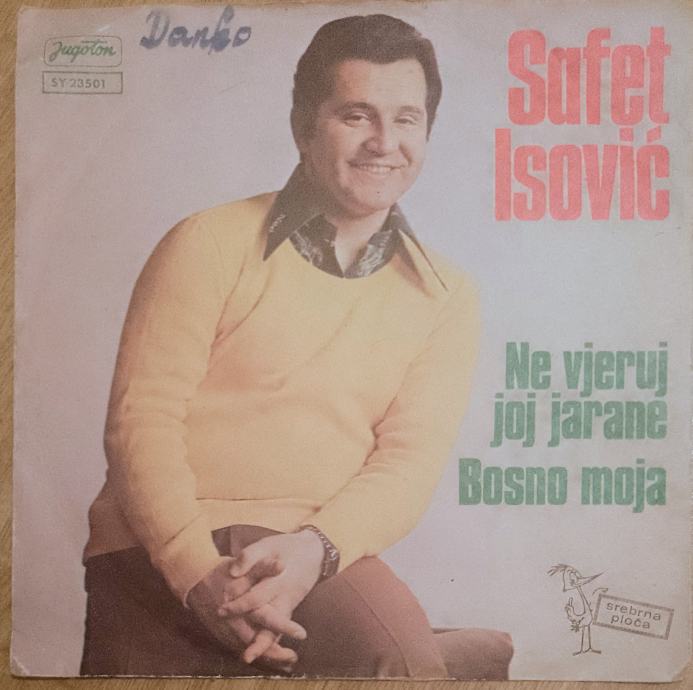 Jugoton
SY-23501
Danko
Safet
Isović
Ne vjeruj
joj jarane
Bosno moja
srebrna
ploča